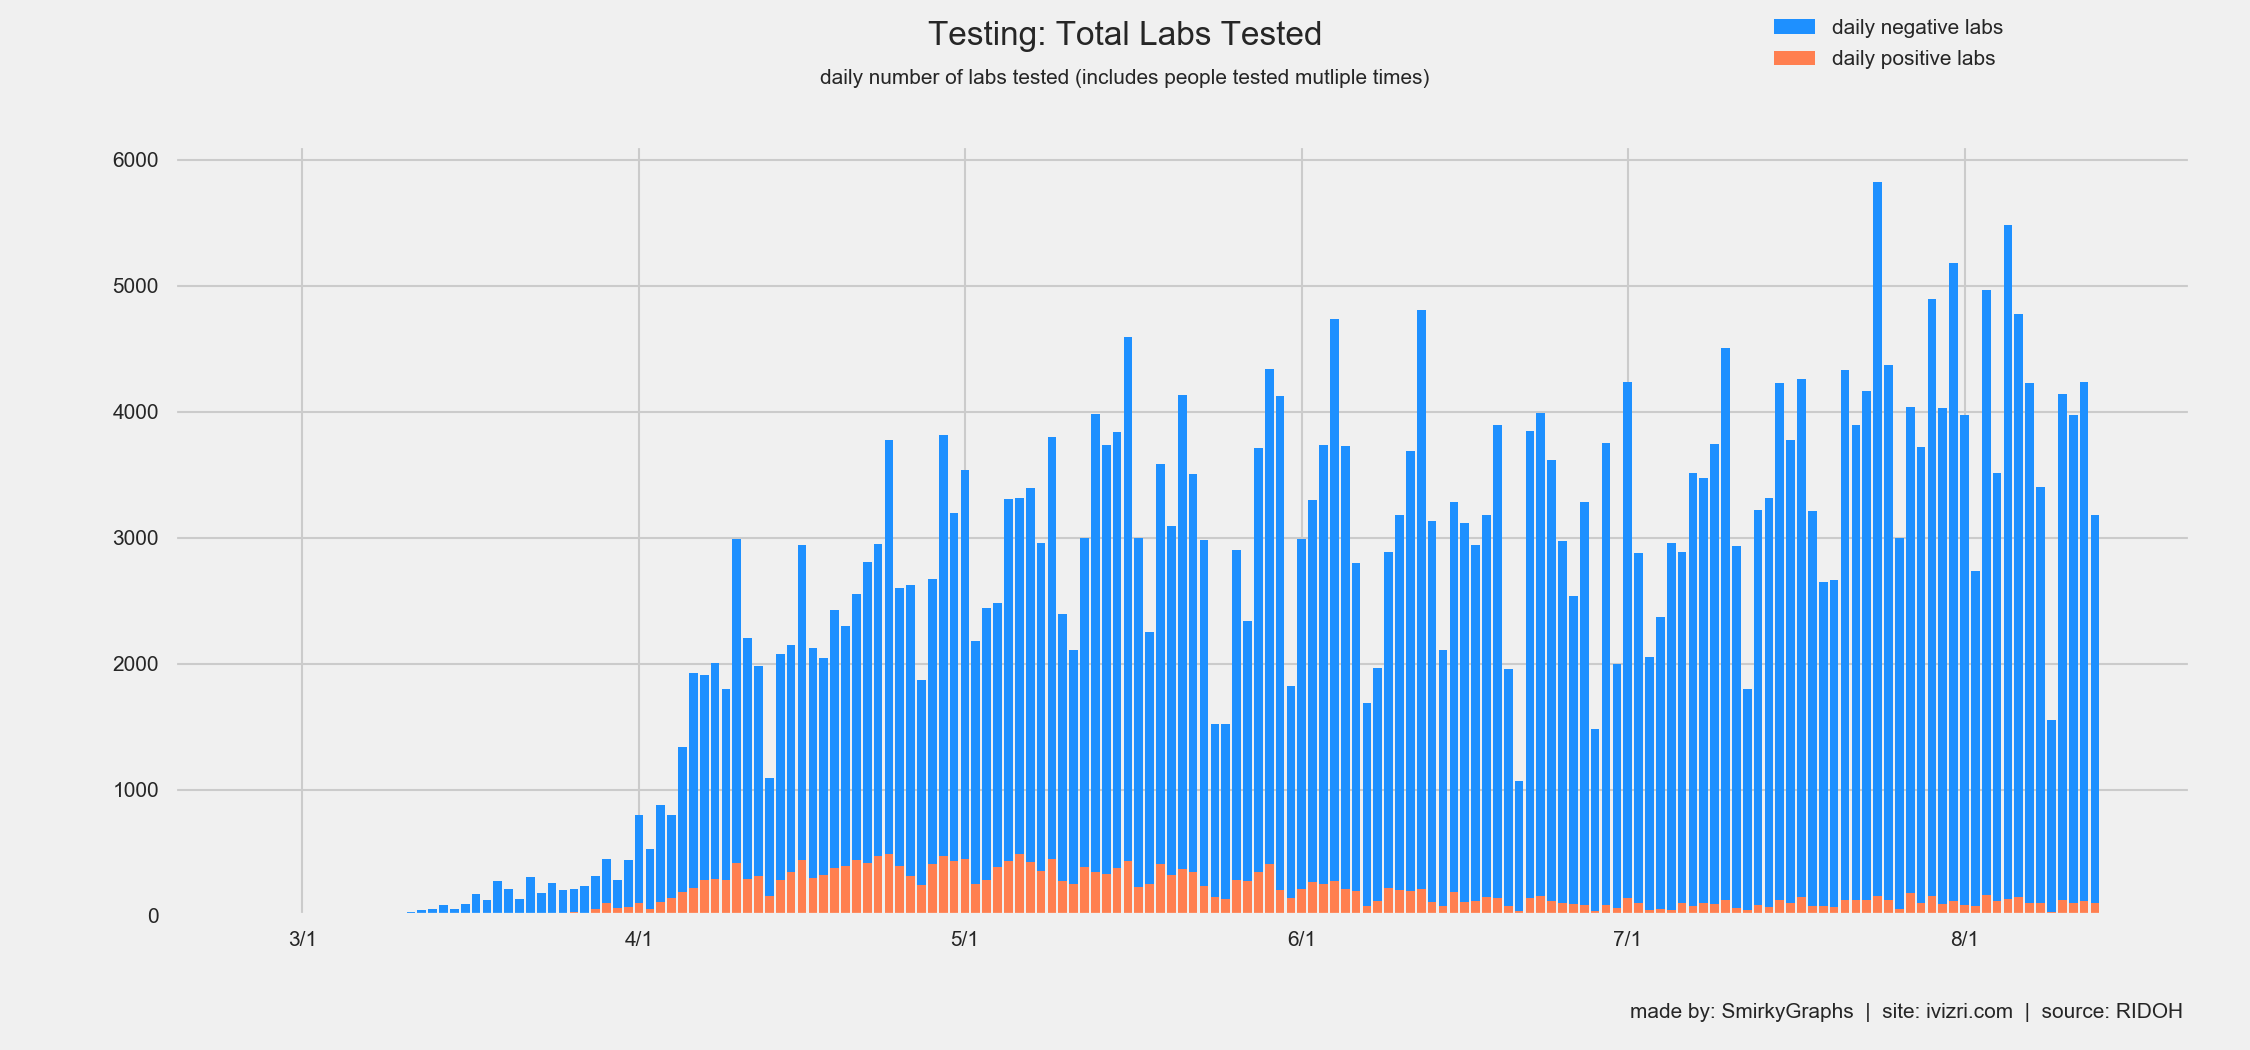 Testing: Total Labs Tested
daily number of labs tested (includes people tested mutliple times)
daily negative labs
daily positive labs
6000
5000
4000
3000
2000
1000
0
3/1 4/1 5/1 6/1 7/1 8/1
made by: SmirkyGraphs | site: ivizri.com | source: RIDOH